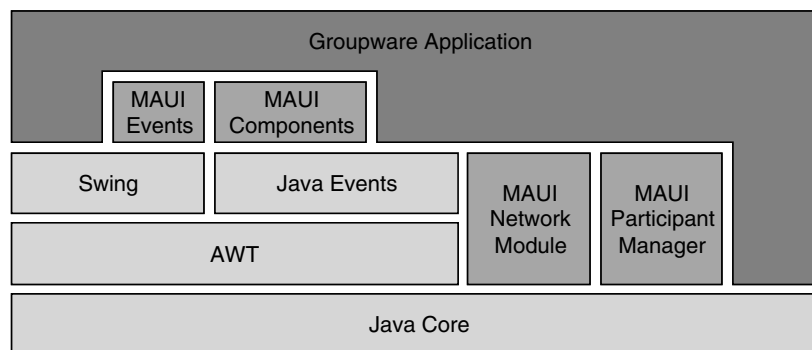 Groupware Application
MAUI
Events
MAUI
Components
Swing
Java Events
MAUI
Network
Module
MAUI
Participant
Manager
AWT
Java Core